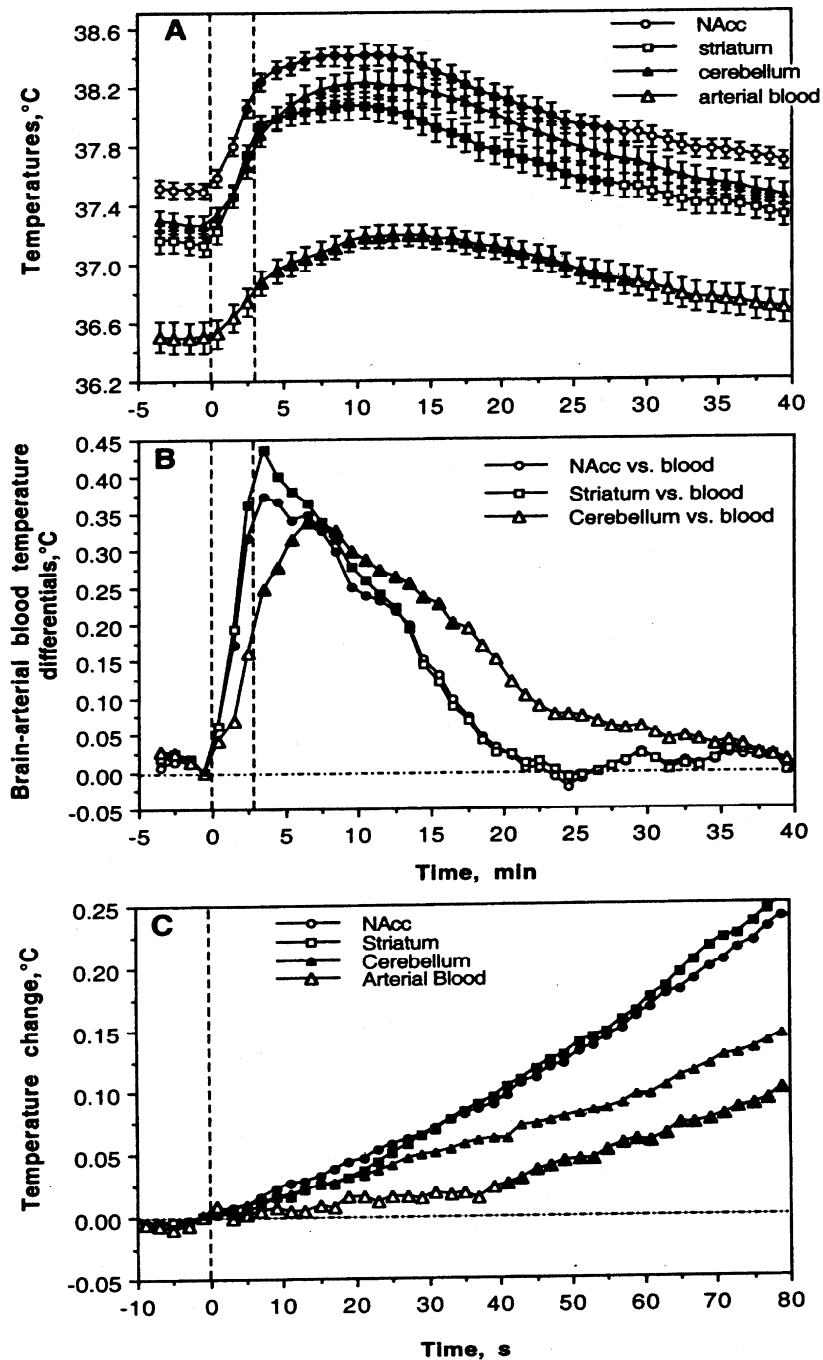 A
NAcc
striatum
cerebellum
arterial blood
Temperatures,°C
38.6
38.2
37.8
37.4
37.0
36.6
36.2
-5 0 5 10 15 20 25 30 35 40
B
NAcc vs. blood
Striatum vs. blood
Cerebellum vs. blood
Brain-arterial blood temperature
differentials,°C
0.45
0.40
0.35
0.30
0.25
0.20
0.15
0.10
0.05
0.00
-0.05
-5 0 5 10 15 20 25 30 35 40
Time, min
C
NAcc
Striatum
Cerebellum
Arterial Blood
Temperature change,°C
0.25
0.20
0.15
0.10
0.05
0.00
-0.05
-10 0 10 20 30 40 50 60 70 80
Time, s